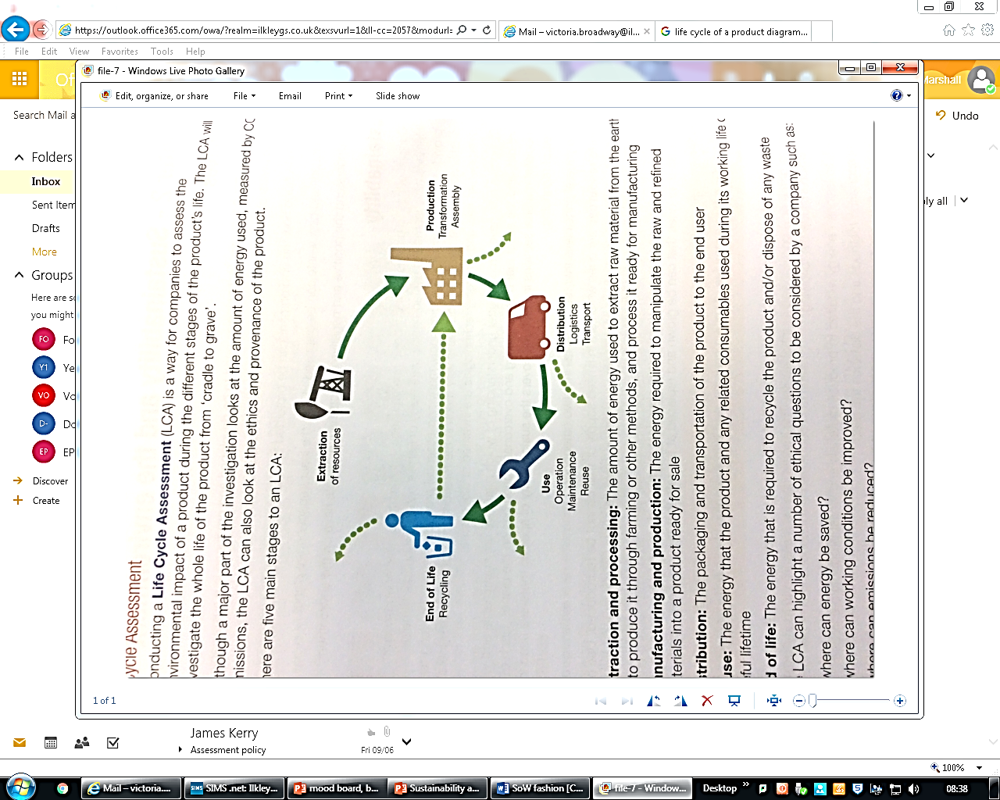 https://outlook.office365.com/owa/?realm=ilkleygs.co.uk&exsvurl=1&ll-cc=2057&modurl=
Mail – victoria.broadway@il...
life cycle of a product diagram...
File Edit View Favorites Tools Help
file-7 - Windows Live Photo Gallery
Marshall
Edit, organize, or share File Email Print Slide show
Search Mail a
Undo
Folders
Inbox
Sent Item
Drafts
More
Groups
Here are so
you might
FO Fo
Y1 Ye
VO Vo
D- Do
EP EP
Discover
Create
ly all
ycle Assessment
onducting a Life Cycle Assessment (LCA) is a way for companies to assess the
nvironmental impact of a product during the different stages of the product's life. The LCA will
vestigate the whole life of the product from 'cradle to grave'.
though a major part of the investigation looks at the amount of energy used, measured by CO
missions, the LCA can also look at the ethics and provenance of the product.
here are five main stages to an LCA:
Extraction
of resources
Production
Transformation
Assembly
Distribution
Logistics
Transport
Use
Operation
Maintenance
Reuse
End of Life
Recycling
traction and processing: The amount of energy used to extract raw material from the earth
to produce it through farming or other methods, and process it ready for manufacturing
anufacturing and production: The energy required to manipulate the raw and refined
terials into a product ready for sale
stribution: The packaging and transportation of the product to the end user
use: The energy that the product and any related consumables used during its working life o
eful lifetime
d of life: The energy that is required to recycle the product and/or dispose of any waste
LCA can highlight a number of ethical questions to be considered by a company such as:
where can energy be saved?
where can working conditions be improved?
where can emissions be reduced?
1 of 1
James Kerry
Assessment policy
Fri 09/06
100%
Mail – victoria....
SIMS .net: Ilkley...
mood board, b...
Sustainability a...
SoW fashion [C...
file-7 - Window...
Desktop
08:38